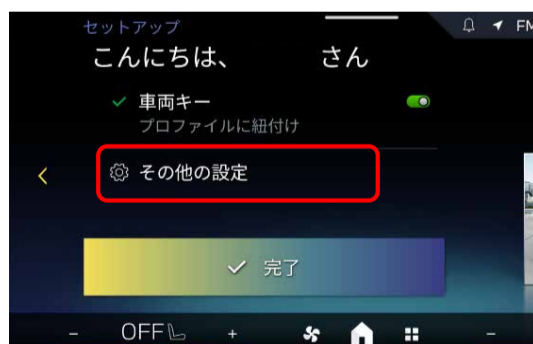 セットアップ
FM
こんにちは、 さん
車両キー
プロファイルに紐付け
その他の設定
完了
- OFF + -